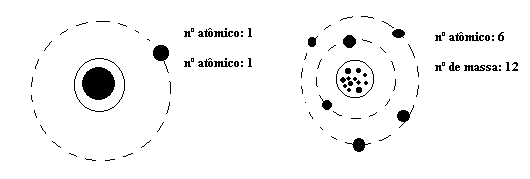 nº atômico: 1
nº atômico: 1
nº atômico: 6
nº de massa: 12